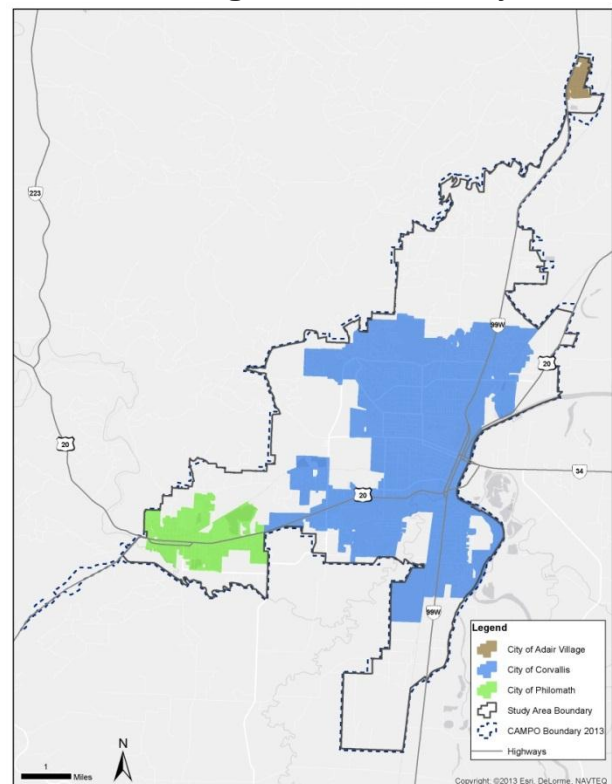 223
99W
20
20
34
20
99W
Legend
City of Adair Village
City of Corvallis
City of Philomath
Study Area Boundary
CAMPO Boundary 2013
Highways
1
Miles
N
Copyright: ©2013 Esri, DeLorme, NAVTEQ